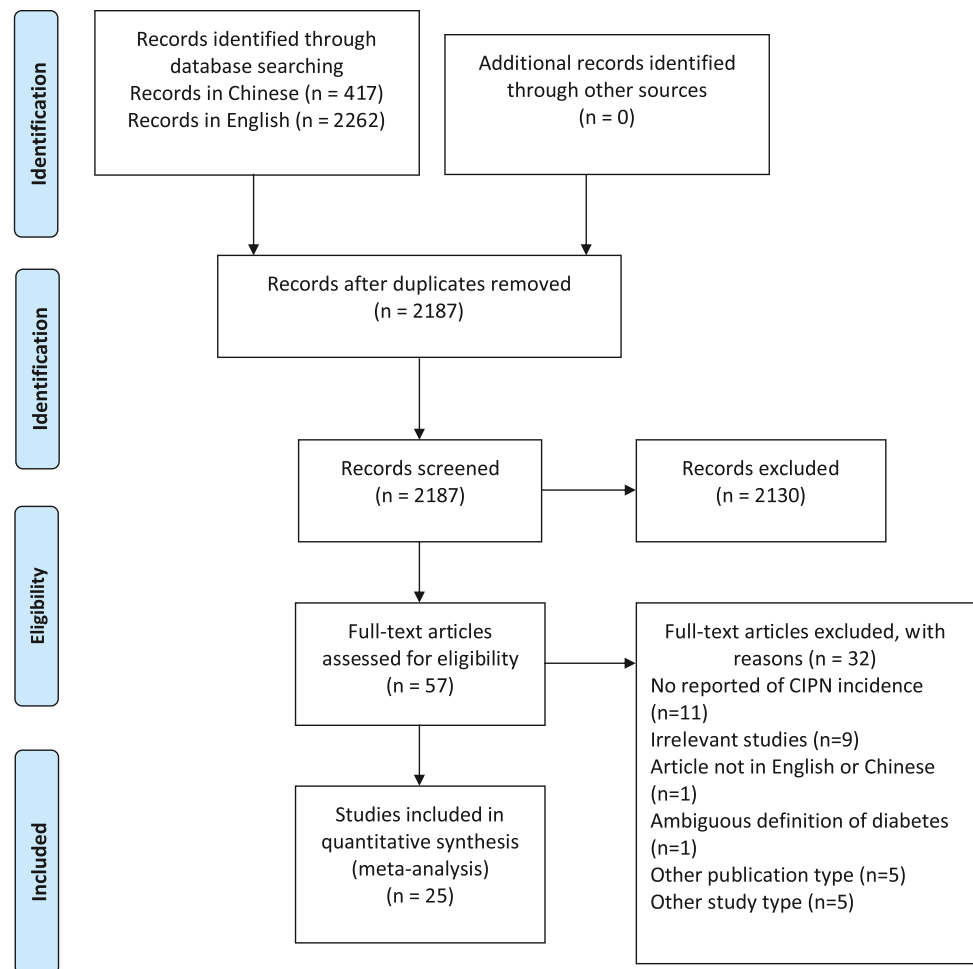 Identification
Records identified through
database searching
Records in Chinese (n = 417)
Records in English (n = 2262)
Additional records identified
through other sources
(n = 0)
Identification
Records after duplicates removed
(n = 2187)
Records screened
(n = 2187)
Records excluded
(n = 2130)
Eligibility
Full-text articles
assessed for eligibility
(n = 57)
Full-text articles excluded, with
reasons (n = 32)
No reported of CIPN incidence
(n=11)
Irrelevant studies (n=9)
Article not in English or Chinese
(n=1)
Ambiguous definition of diabetes
(n=1)
Other publication type (n=5)
Other study type (n=5)
Included
Studies included in
quantitative synthesis
(meta-analysis)
(n = 25)